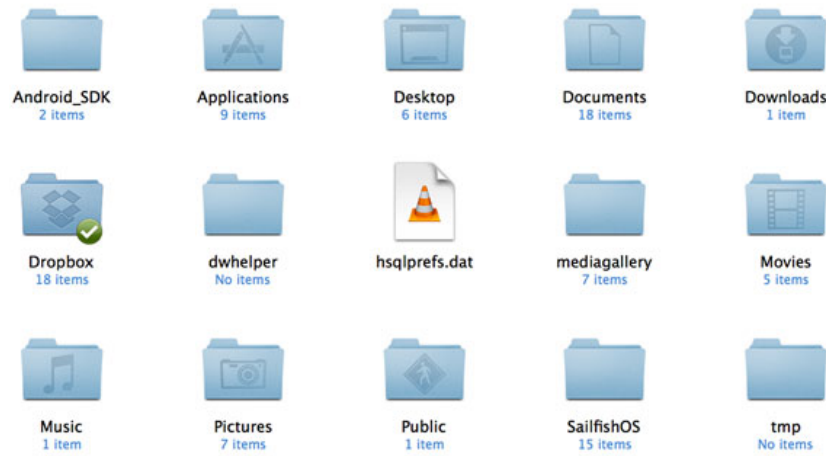 Android_SDK
2 items
Applications
9 items
Desktop
6 items
Documents
18 items
Downloads
1 item
Dropbox
18 items
dwhelper
No items
hsqlprefs.dat
mediagallery
7 items
Movies
5 items
Music
1 item
Pictures
7 items
Public
1 item
SailfishOS
15 items
tmp
No items